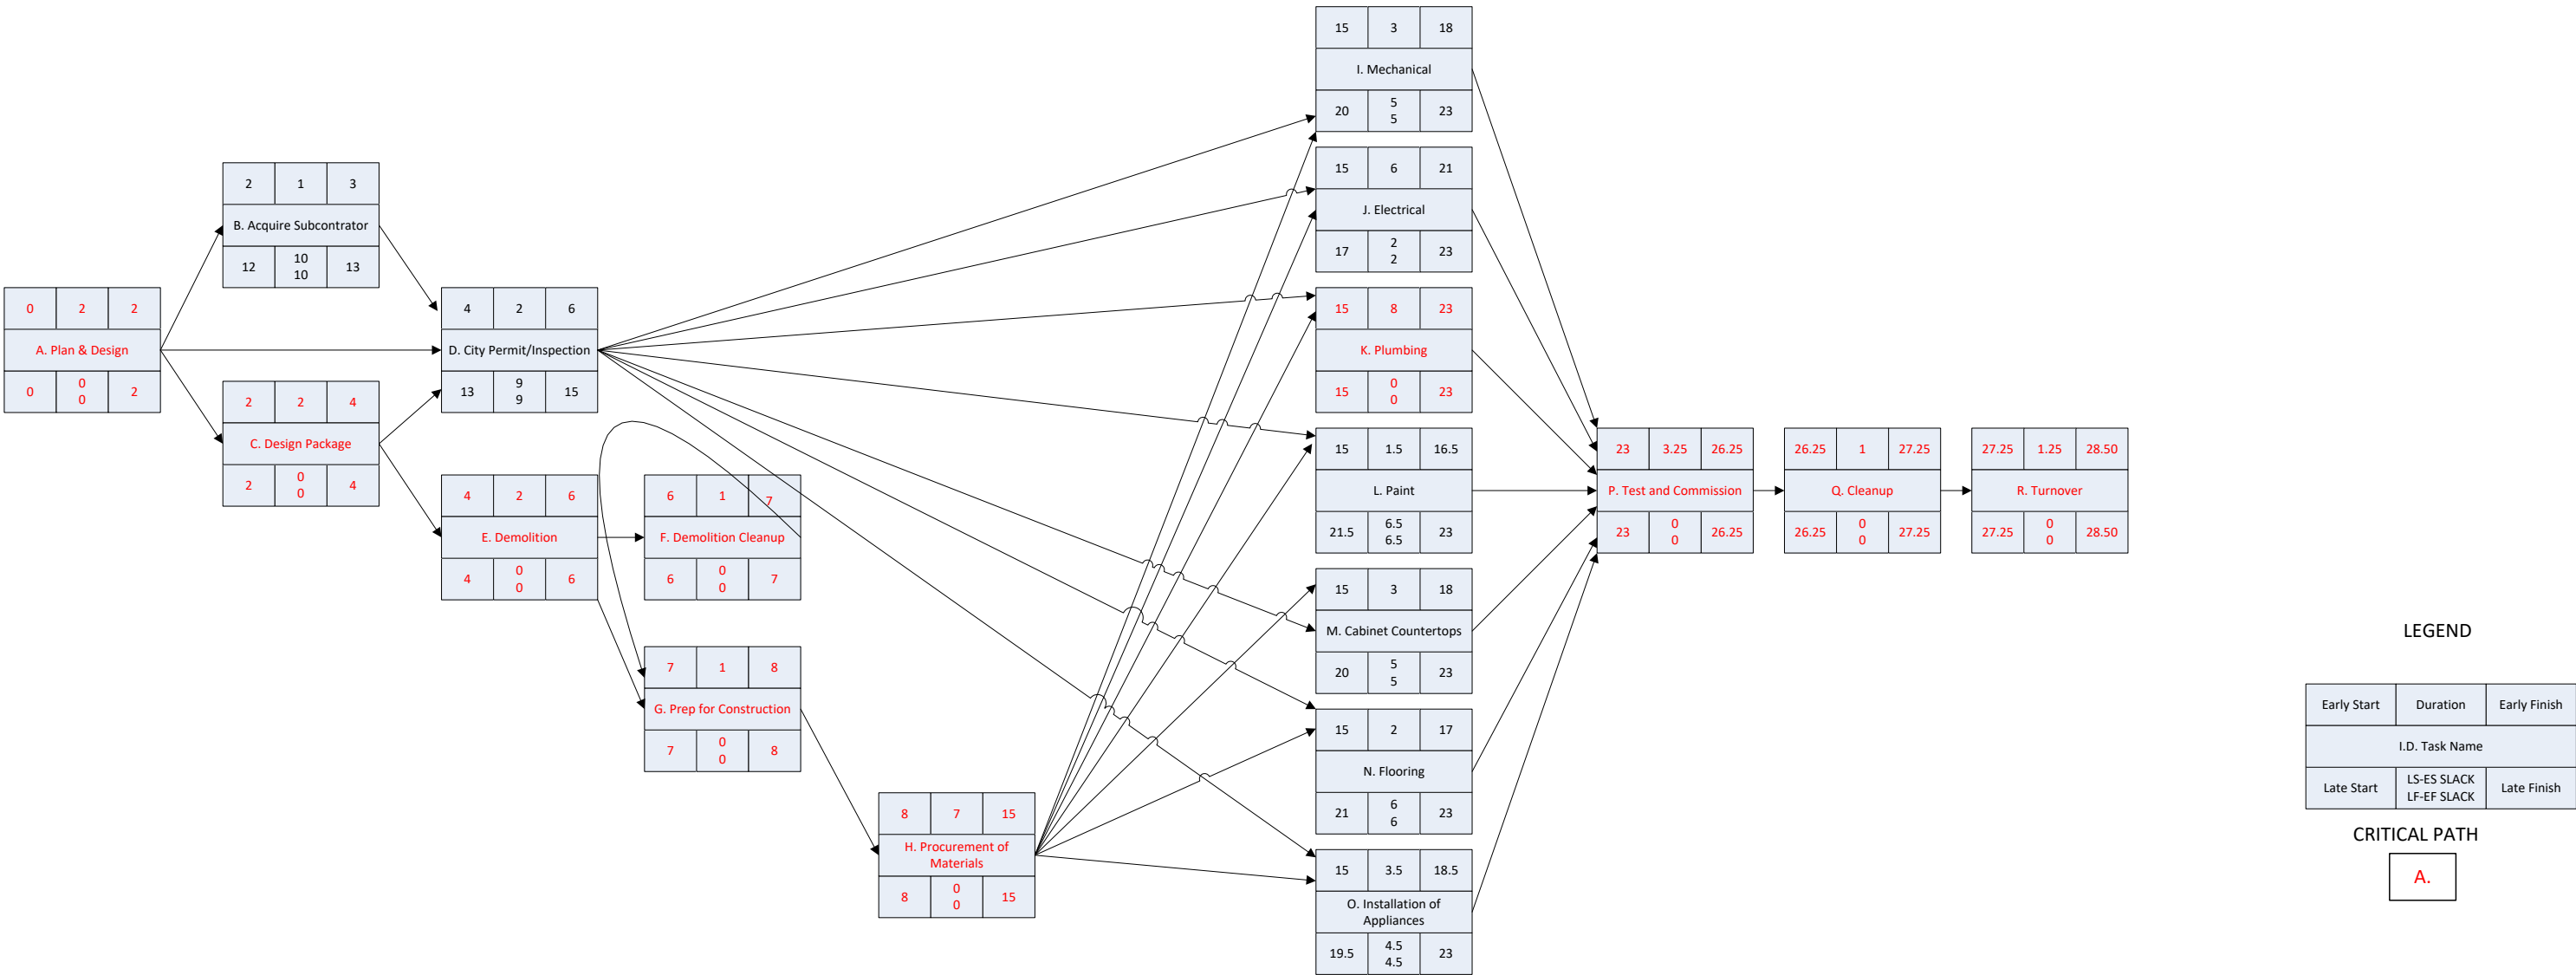 15 3 18
I. Mechanical
20 5 23
5
15 6 21
J. Electrical
17 2 23
2
2 1 3
B. Acquire Subcontrator
12 10 13
10
0 2 2
A. Plan & Design
0 0 2
0
4 2 6
D. City Permit/Inspection
13 9 15
9
15 8 23
K. Plumbing
15 0 23
0
2 2 4
C. Design Package
2 0 4
0
15 1.5 16.5
L. Paint
21.5 6.5 23
6.5
23 3.25 26.25
P. Test and Commission
23 0 26.25
0
26.25 1 27.25
Q. Cleanup
26.25 0 27.25
0
27.25 1.25 28.50
R. Turnover
27.25 0 28.50
0
4 2 6
E. Demolition
4 0 6
0
6 1 7
F. Demolition Cleanup
6 0 7
0
15 3 18
M. Cabinet Countertops
20 5 23
5
7 1 8
G. Prep for Construction
7 0 8
0
15 2 17
N. Flooring
21 6 23
6
8 7 15
H. Procurement of
Materials
8 0 15
0
15 3.5 18.5
O. Installation of
Appliances
19.5 4.5 23
4.5
LEGEND
Early Start Duration Early Finish
I.D. Task Name
Late Start LS-ES SLACK Late Finish
LF-EF SLACK
CRITICAL PATH
A.